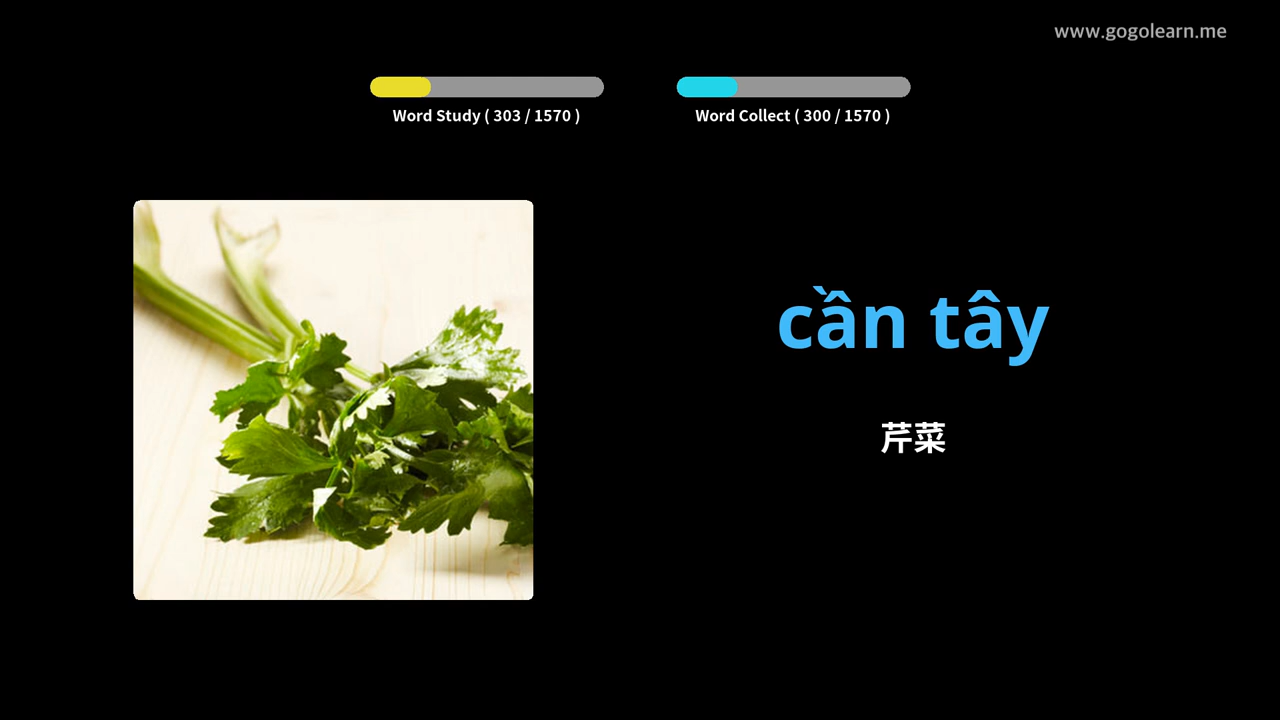 www.gogolearn.me
Word Study ( 303 / 1570 )
Word Collect ( 300 / 1570 )
cần tây
芹菜